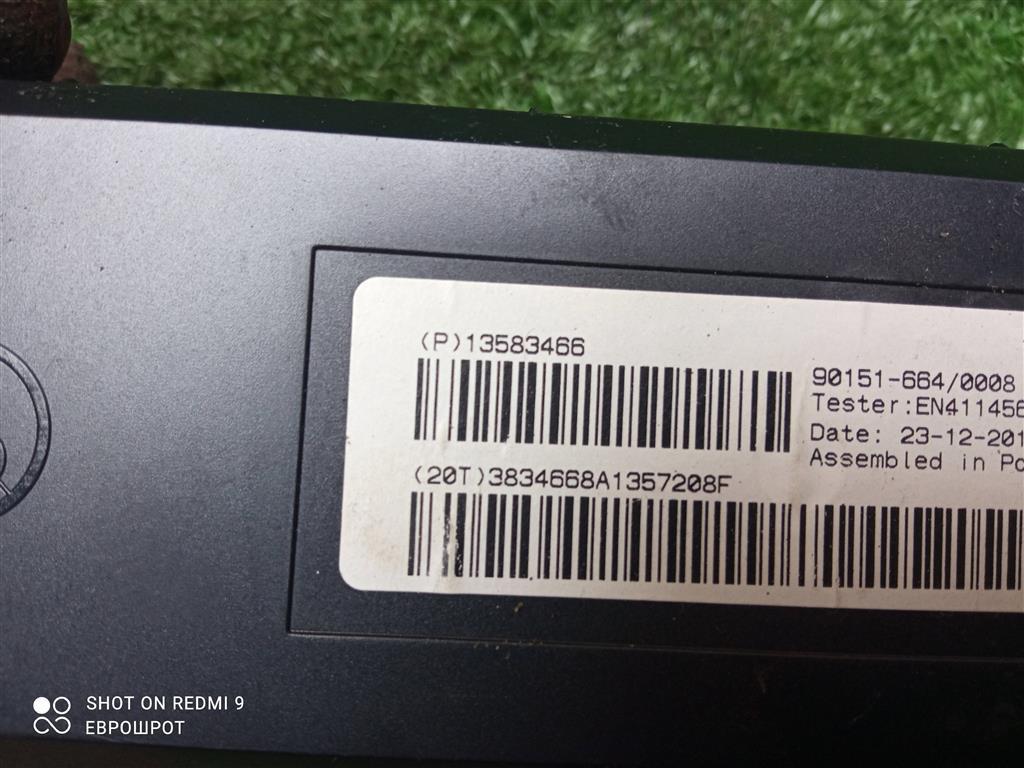 (P)13583466
90151-664/0008
Tester:EN411456
Date: 23-12-201
Assembled in Po
(20T)3834668A1357208F
SHOT ON REDMI 9
ЕВРОШРОТ